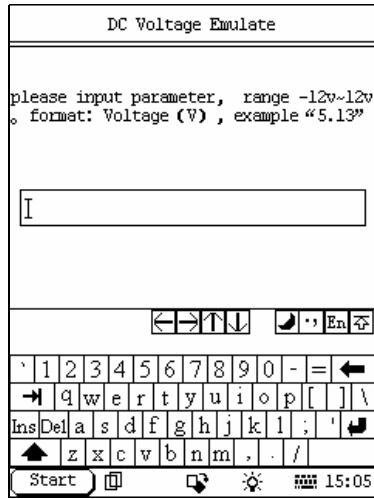 DC Voltage Emulate
please input parameter, range -12v~12v
。 format: Voltage (V) , example “5.13”
En
` 1 2 3 4 5 6 7 8 9 0 - =
q w e r t y u i o p [ ] \
Ins Del a s d f g h j k l ; '
z x c v b n m , . /
Start 15:05